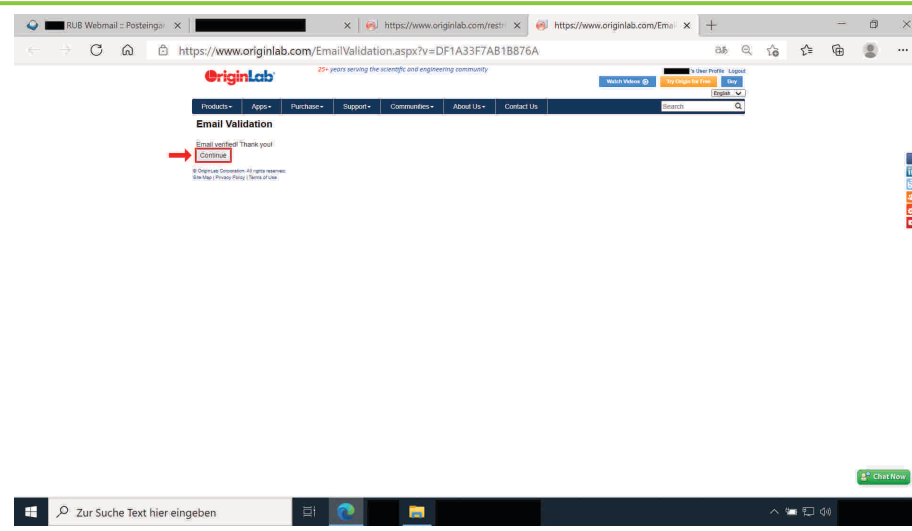 RUB Webmail :: Posteingan
https://www.originlab.com/restr
https://www.originlab.com/Email
https://www.originlab.com/EmailValidation.aspx?v=DF1A33F7AB1B876A
OriginLab
25+ years serving the scientific and engineering community
's User Profile Logout
Watch Videos
Try Origin for Free
Buy
English
Products
Apps
Purchase
Support
Communities
About Us
Contact Us
Search
Email Validation
Email verified! Thank you!
Continue
© OriginLab Corporation. All rights reserved.
Site Map | Privacy Policy | Terms of Use
Chat Now
Zur Suche Text hier eingeben